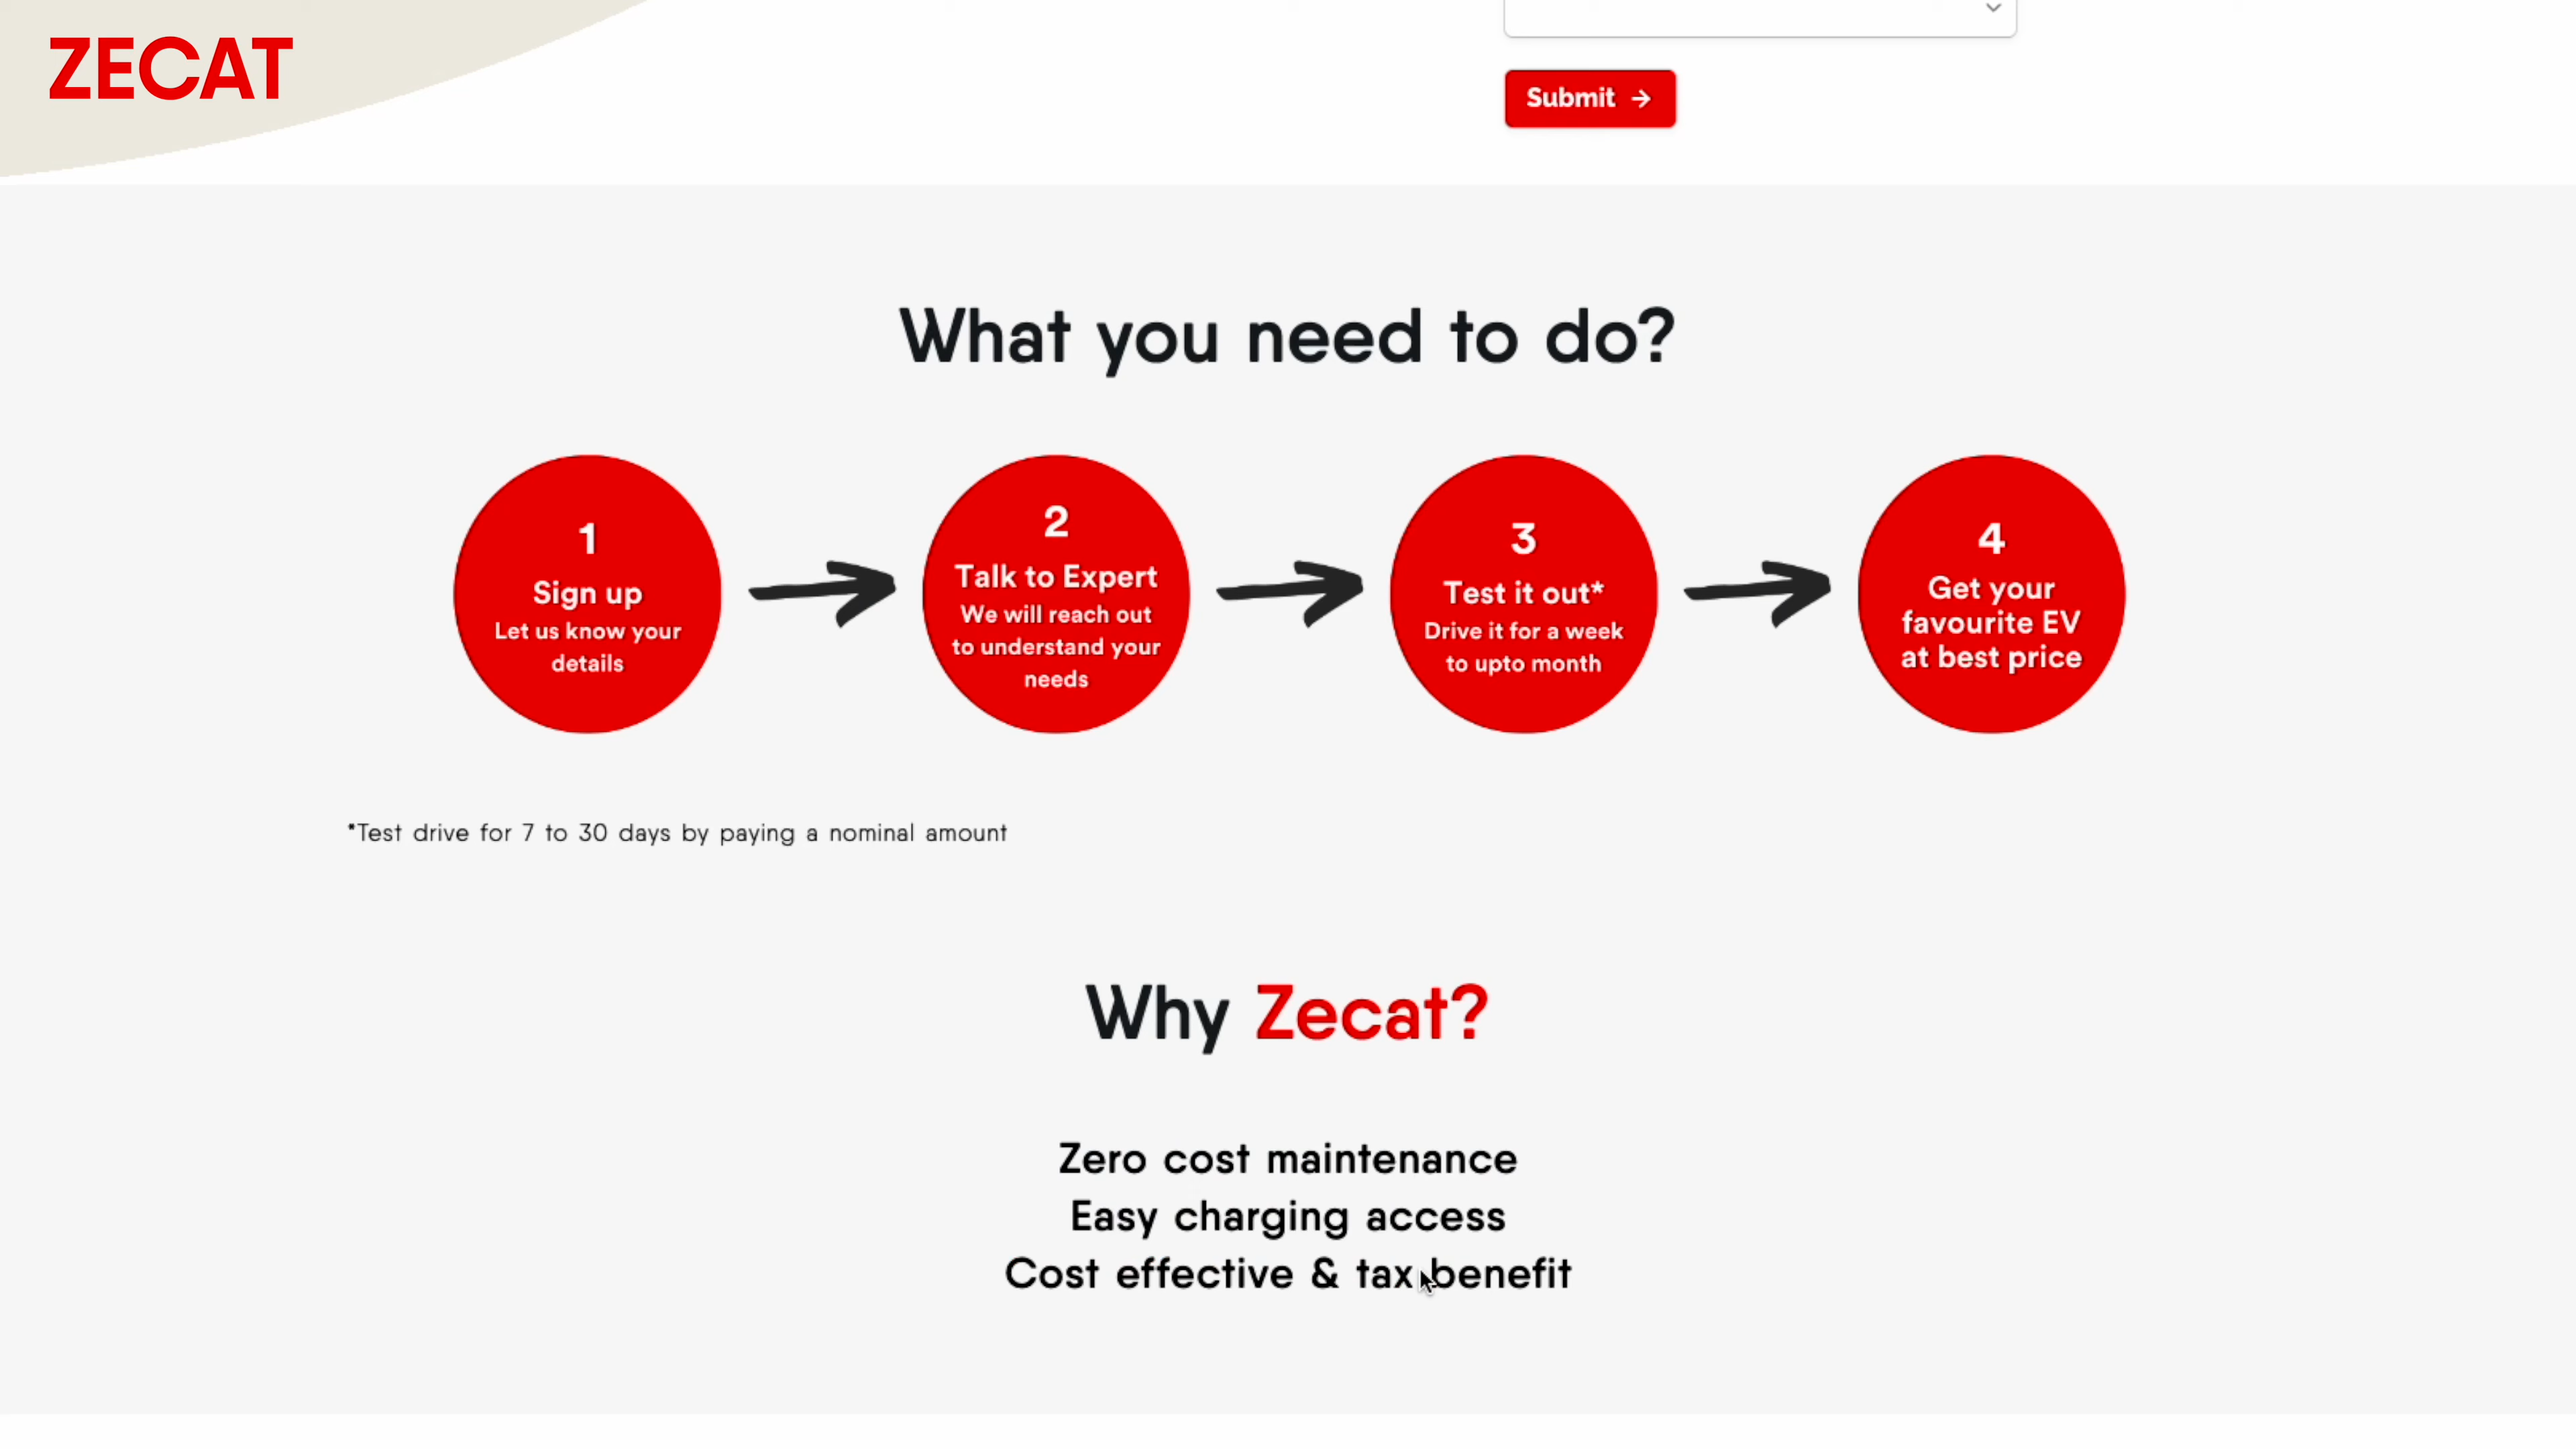 ZECAT
Submit →
What you need to do?
1
Sign up
Let us know your
details
2
Talk to Expert
We will reach out
to understand your
needs
3
Test it out*
Drive it for a week
to upto month
4
Get your
favourite EV
at best price
*Test drive for 7 to 30 days by paying a nominal amount
Why Zecat?
Zero cost maintenance
Easy charging access
Cost effective & tax benefit